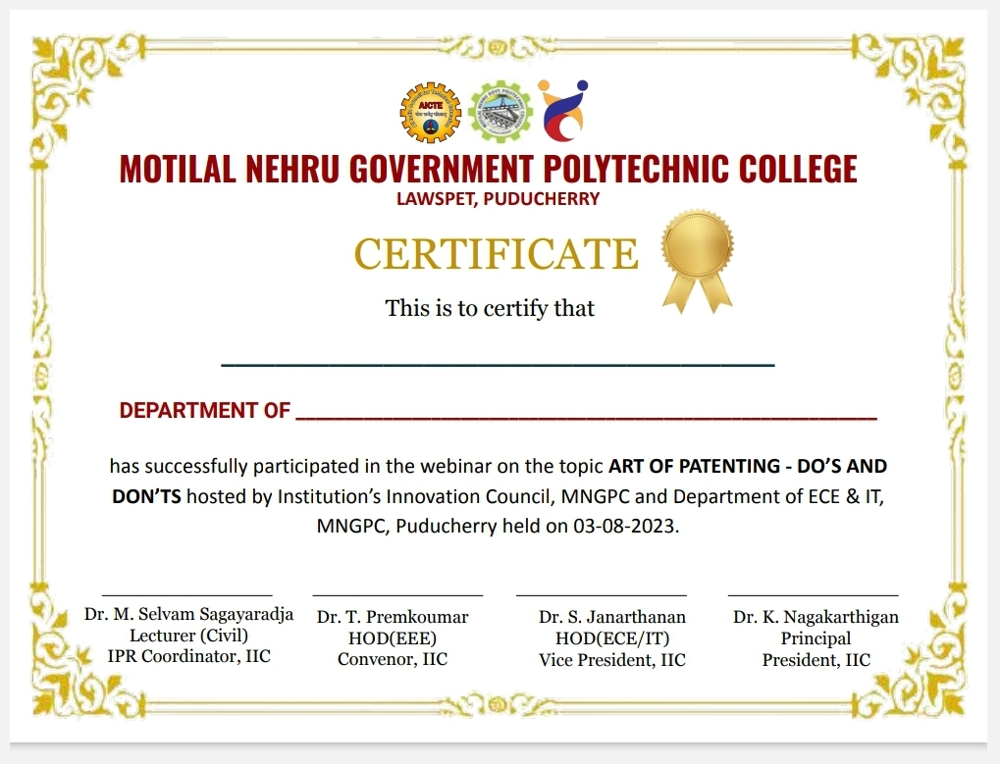 AICTE
MOTILAL NEHRU GOVERNMENT POLYTECHNIC COLLEGE
LAWSPET, PUDUCHERRY
CERTIFICATE
This is to certify that
DEPARTMENT OF
has successfully participated in the webinar on the topic ART OF PATENTING - DO’S AND
DON’TS hosted by Institution’s Innovation Council, MNGPC and Department of ECE & IT,
MNGPC, Puducherry held on 03-08-2023.
Dr. M. Selvam Sagayaradja
Lecturer (Civil)
IPR Coordinator, IIC
Dr. T. Premkoumar
HOD(EEE)
Convenor, IIC
Dr. S. Janarthanan
HOD(ECE/IT)
Vice President, IIC
Dr. K. Nagakarthigan
Principal
President, IIC